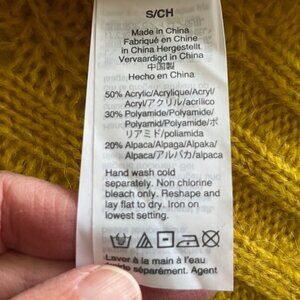 S/CH
Made in China
Fabriqué en Chine
in China Hergestellt
Vervaardigd in China
中国製
Hecho en China
50% Acrylic/Acrylique/Acryl/
Acryl/アクリル/acrílico
30% Polyamide/Polyamide/
Polyamid/Polyamide/ポ
リアミド/poliamida
20% Alpaca/Alpaga/Alpaka/
Alpaca/アルパカ/alpaca
Hand wash cold
separately. Non chlorine
bleach only. Reshape and
lay flat to dry. Iron on
lowest setting.
Laver à la main à l'eau
froide séparément. Agent